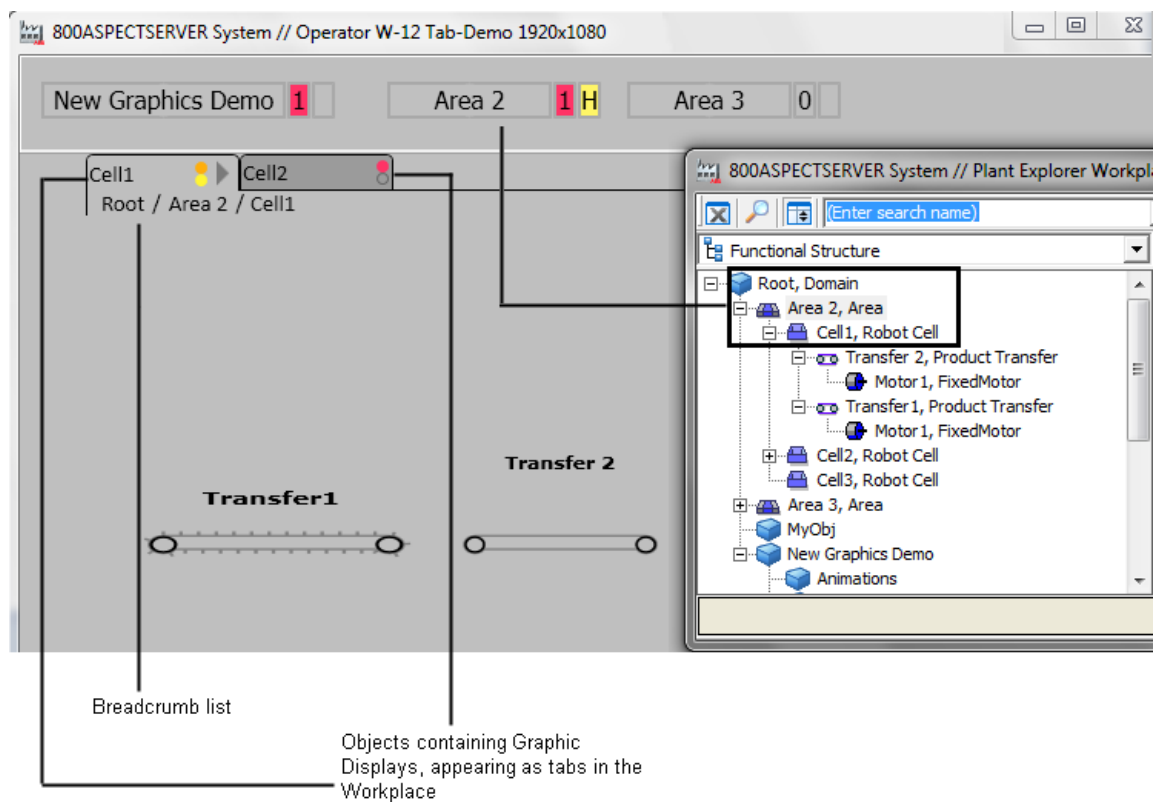 800ASPECTSERVER System // Operator W-12 Tab-Demo 1920x1080
New Graphics Demo 1
Area 2 1 H
Area 3 0
Cell1
Cell2
Root / Area 2 / Cell1
800ASPECTSERVER System // Plant Explorer Workpla
(Enter search name)
Functional Structure
Root, Domain
Area 2, Area
Cell1, Robot Cell
Transfer 2, Product Transfer
Motor1, FixedMotor
Transfer1, Product Transfer
Motor1, FixedMotor
Cell2, Robot Cell
Cell3, Robot Cell
Area 3, Area
MyObj
New Graphics Demo
Animations
Transfer1
Transfer 2
Breadcrumb list
Objects containing Graphic
Displays, appearing as tabs in the
Workplace